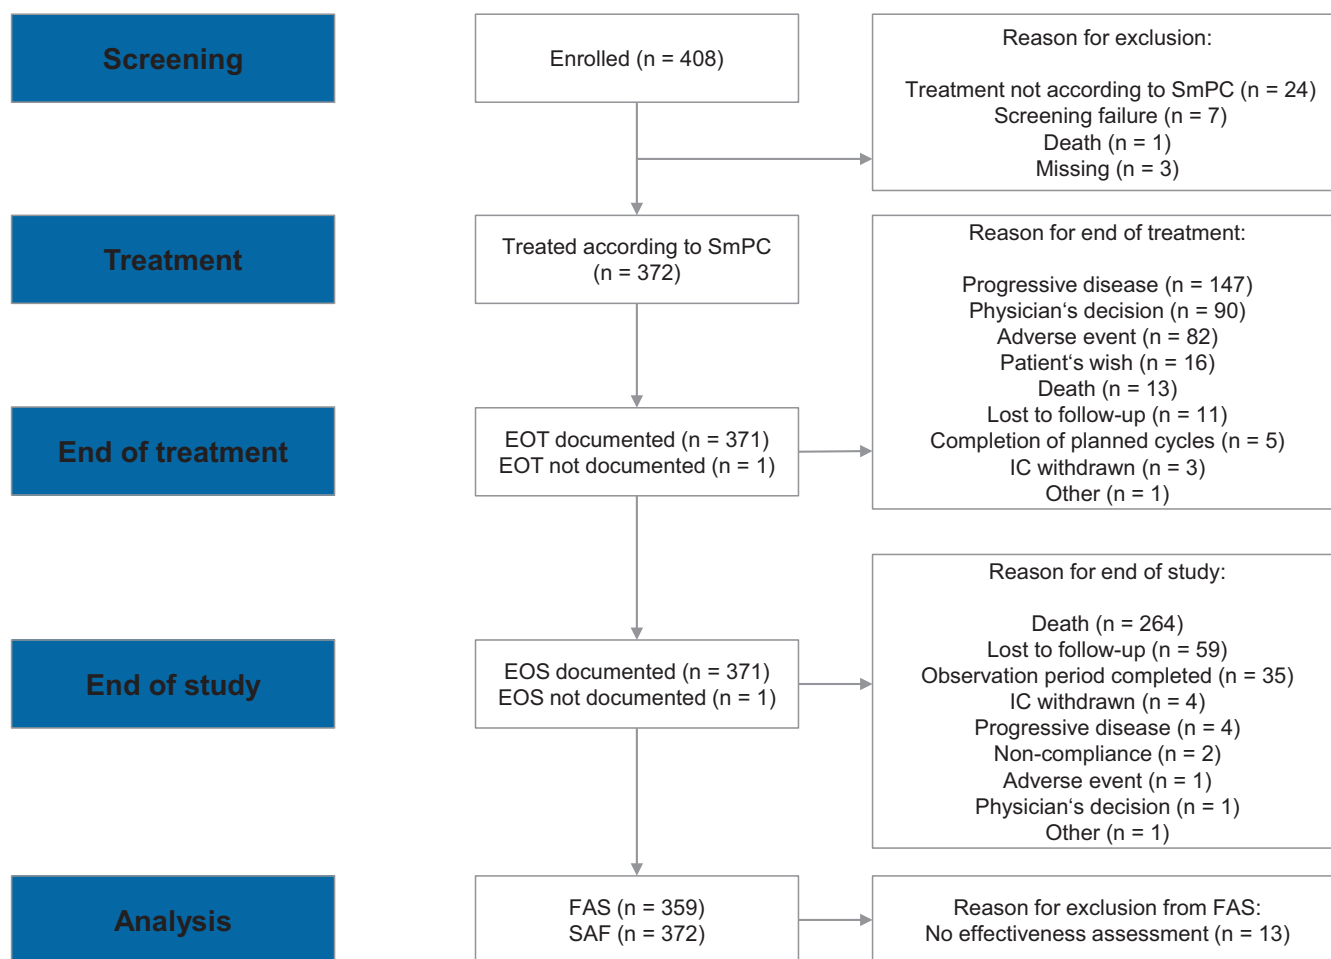 Screening
Enrolled (n = 408)
Reason for exclusion:
Treatment not according to SmPC (n = 24)
Screening failure (n = 7)
Death (n = 1)
Missing (n = 3)
Treatment
Treated according to SmPC
(n = 372)
Reason for end of treatment:
Progressive disease (n = 147)
Physician‘s decision (n = 90)
Adverse event (n = 82)
Patient‘s wish (n = 16)
Death (n = 13)
Lost to follow-up (n = 11)
Completion of planned cycles (n = 5)
IC withdrawn (n = 3)
Other (n = 1)
End of treatment
EOT documented (n = 371)
EOT not documented (n = 1)
Reason for end of study:
Death (n = 264)
Lost to follow-up (n = 59)
Observation period completed (n = 35)
IC withdrawn (n = 4)
Progressive disease (n = 4)
Non-compliance (n = 2)
Adverse event (n = 1)
Physician‘s decision (n = 1)
Other (n = 1)
End of study
EOS documented (n = 371)
EOS not documented (n = 1)
Analysis
FAS (n = 359)
SAF (n = 372)
Reason for exclusion from FAS:
No effectiveness assessment (n = 13)